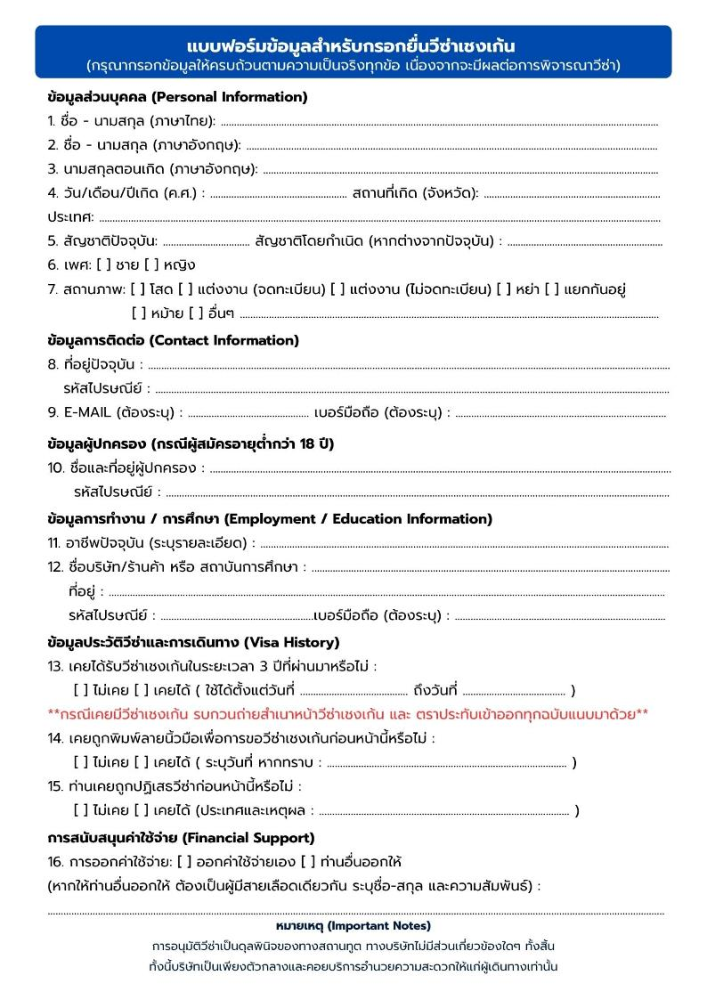 แบบฟอร์มข้อมูลสำหรับกรอกยื่นวีซ่าเชงเก้น
(กรุณากรอกข้อมูลให้ครบถ้วนตามความเป็นจริงทุกข้อ เนื่องจากจะมีผลต่อการพิจารณาวีซ่า)
ข้อมูลส่วนบุคคล (Personal Information)
1. ชื่อ - นามสกุล (ภาษาไทย): ........................................
2. ชื่อ - นามสกุล (ภาษาอังกฤษ): ........................................
3. นามสกุลตอนเกิด (ภาษาอังกฤษ): ........................................
4. วัน/เดือน/ปีเกิด (ค.ศ.) : .................... สถานที่เกิด (จังหวัด): ....................
ประเทศ: ........................................
5. สัญชาติปัจจุบัน: .................... สัญชาติโดยกำเนิด (หากต่างจากปัจจุบัน) : ....................
6. เพศ: [ ] ชาย [ ] หญิง
7. สถานภาพ: [ ] โสด [ ] แต่งงาน (จดทะเบียน) [ ] แต่งงาน (ไม่จดทะเบียน) [ ] หย่า [ ] แยกกันอยู่
[ ] หม้าย [ ] อื่นๆ ........................................
ข้อมูลการติดต่อ (Contact Information)
8. ที่อยู่ปัจจุบัน : ........................................
รหัสไปรษณีย์ : ........................................
9. E-MAIL (ต้องระบุ) : .................... เบอร์มือถือ (ต้องระบุ) : ....................
ข้อมูลผู้ปกครอง (กรณีผู้สมัครอายุต่ำกว่า 18 ปี)
10. ชื่อและที่อยู่ผู้ปกครอง : ........................................
รหัสไปรษณีย์ : ........................................
ข้อมูลการทำงาน / การศึกษา (Employment / Education Information)
11. อาชีพปัจจุบัน (ระบุรายละเอียด) : ........................................
12. ชื่อบริษัท/ร้านค้า หรือ สถาบันการศึกษา : ........................................
ที่อยู่ : ........................................
รหัสไปรษณีย์ : ....................เบอร์มือถือ (ต้องระบุ) : ....................
ข้อมูลประวัติวีซ่าและการเดินทาง (Visa History)
13. เคยได้รับวีซ่าเชงเก้นในระยะเวลา 3 ปีที่ผ่านมาหรือไม่ :
[ ] ไม่เคย [ ] เคยได้ ( ใช้ได้ตั้งแต่วันที่ .................... ถึงวันที่ .................... )
**กรณีเคยมีวีซ่าเชงเก้น รบกวนถ่ายสำเนาหน้าวีซ่าเชงเก้น และ ตราประทับเข้าออกทุกฉบับแนบมาด้วย**
14. เคยถูกพิมพ์ลายนิ้วมือเพื่อการขอวีซ่าเชงเก้นก่อนหน้านี้หรือไม่ :
[ ] ไม่เคย [ ] เคยได้ ( ระบุวันที่ หากทราบ : ........................................ )
15. ท่านเคยถูกปฏิเสธวีซ่าก่อนหน้านี้หรือไม่ :
[ ] ไม่เคย [ ] เคยได้ (ประเทศและเหตุผล : ........................................ )
การสนับสนุนค่าใช้จ่าย (Financial Support)
16. การออกค่าใช้จ่าย: [ ] ออกค่าใช้จ่ายเอง [ ] ท่านอื่นออกให้
(หากให้ท่านอื่นออกให้ ต้องเป็นผู้มีสายเลือดเดียวกัน ระบุชื่อ-สกุล และความสัมพันธ์) :
........................................
หมายเหตุ (Important Notes)
การอนุมัติวีซ่าเป็นดุลพินิจของทางสถานทูต ทางบริษัทไม่มีส่วนเกี่ยวข้องใดๆ ทั้งสิ้น
ทั้งนี้บริษัทเป็นเพียงตัวกลางและคอยบริการอำนวยความสะดวกให้แก่ผู้เดินทางเท่านั้น